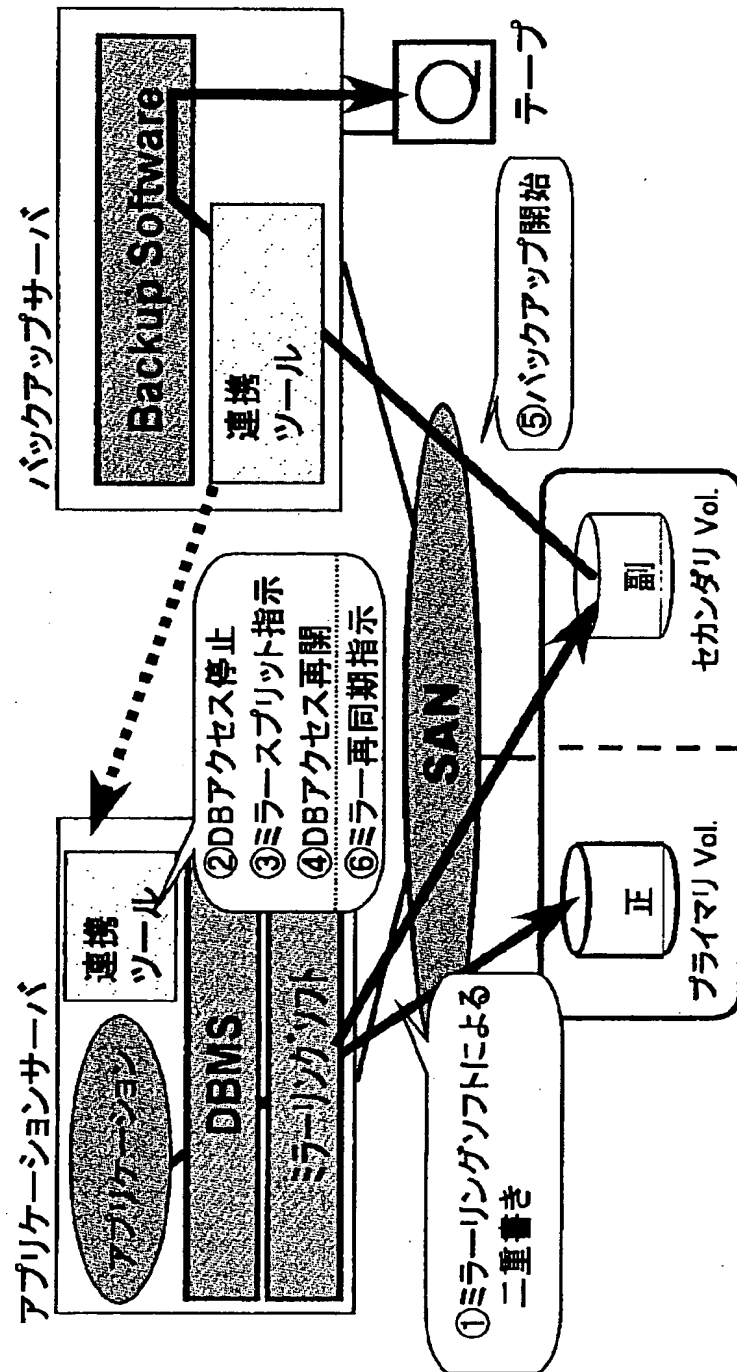 アプリケーションサーバ
アプリケーション
連携
ツール
DBMS
ミラーリングソフト
②DBアクセス停止
③ミラースプリット指示
④DBアクセス再開
⑥ミラー再同期指示
バックアップサーバ
Backup Software
連携
ツール
テープ
SAN
⑤バックアップ開始
①ミラーリングソフトによる
二重書き
正
プライマリ Vol.
副
セカンダリ Vol.